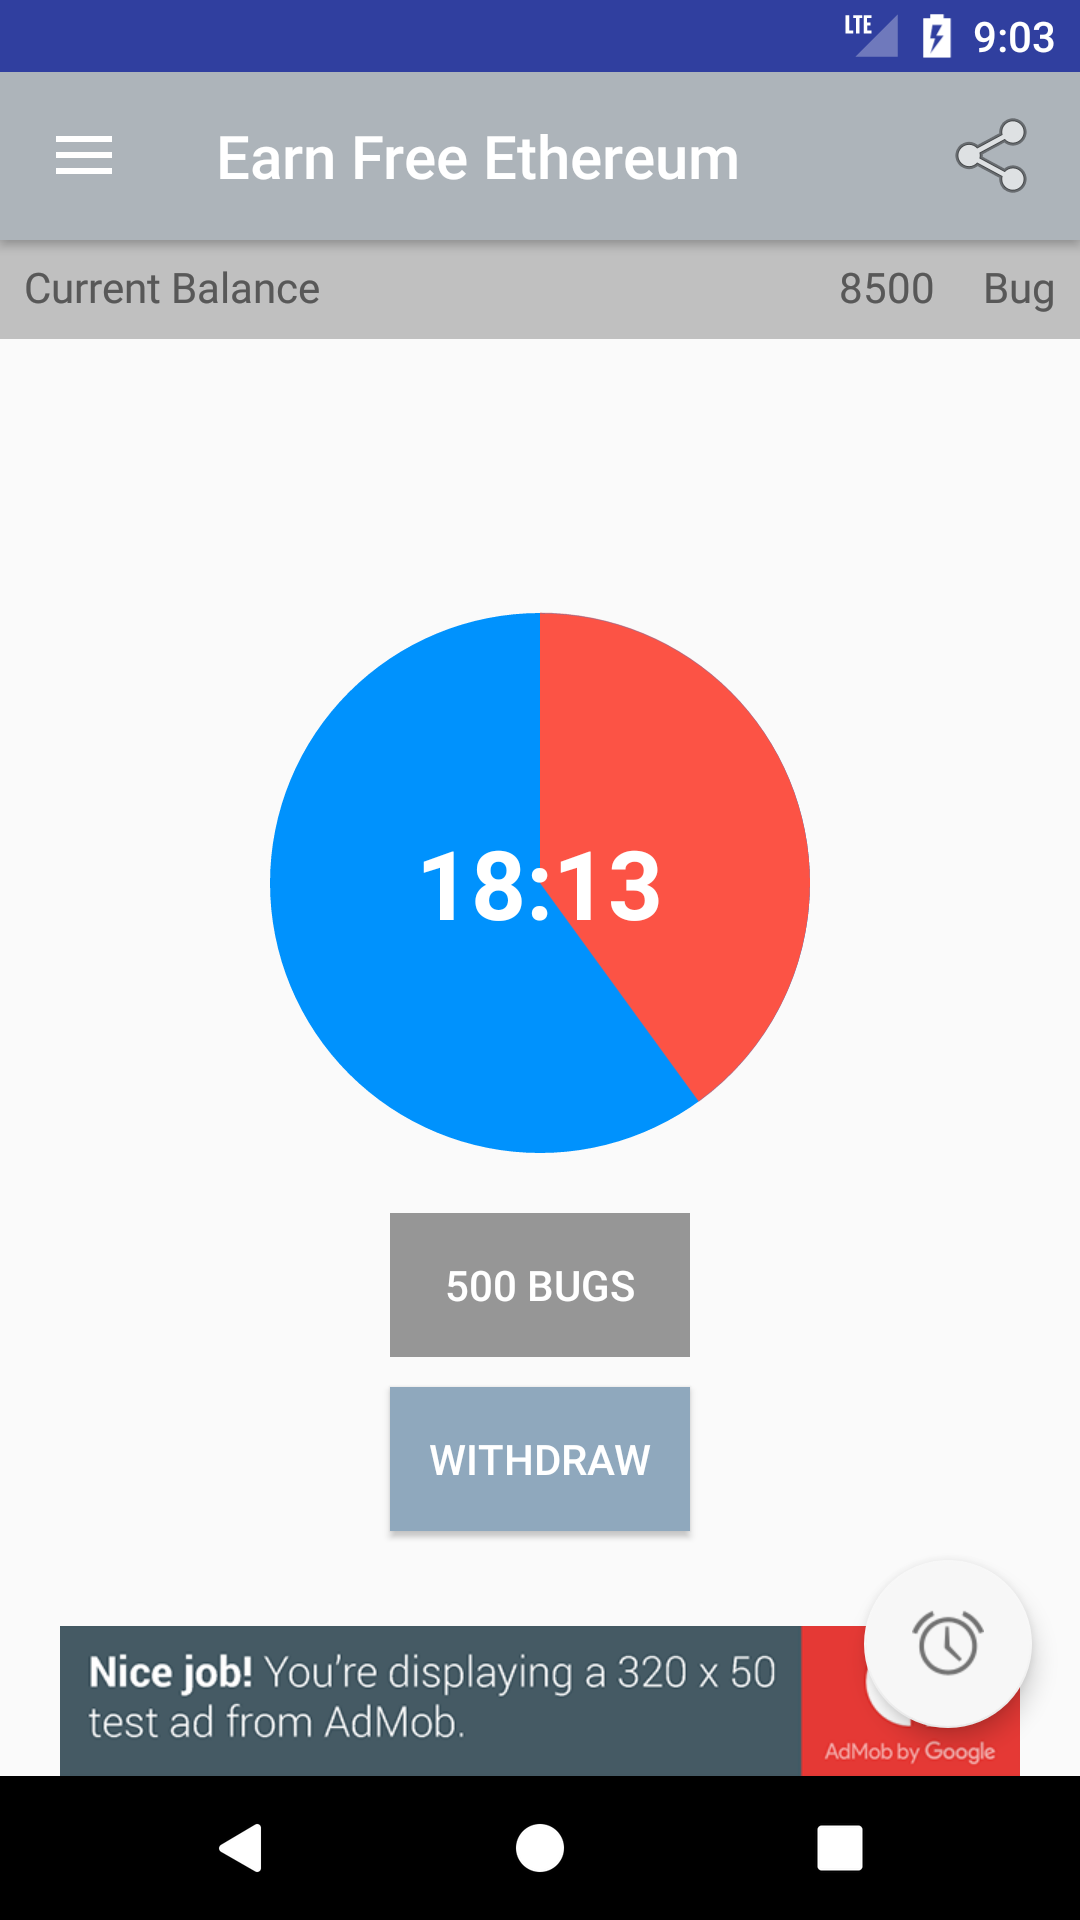 LTE 9:03
Earn Free Ethereum
Current Balance 8500 Bug
18:13
500 BUGS
WITHDRAW
Nice job! You're displaying a 320 x 50
test ad from AdMob.
AdMob by Google